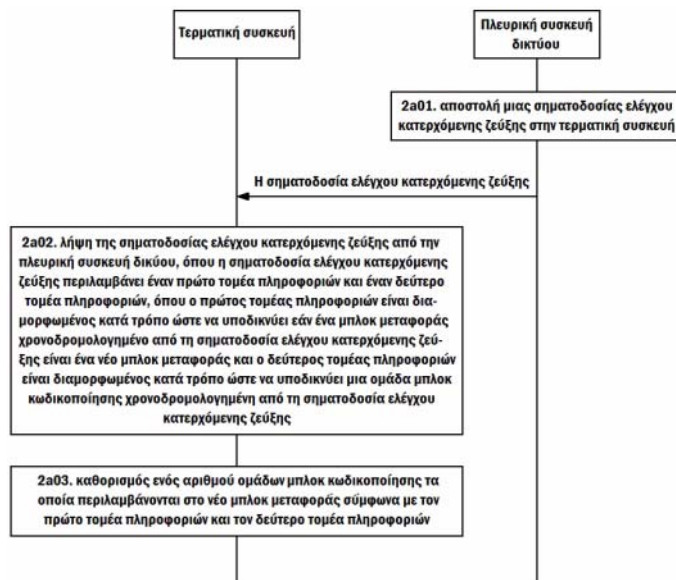 Τερματική συσκευή
Πλευρική συσκευή
δικτύου
2a01. αποστολή μιας σηματοδοσίας ελέγχου
κατερχόμενης ζεύξης στην τερματική συσκευή
Η σηματοδοσία ελέγχου κατερχόμενης ζεύξης
2a02. λήψη της σηματοδοσίας ελέγχου κατερχόμενης ζεύξης από την
πλευρική συσκευή δικύου, όπου η σηματοδοσία ελέγχου κατερχόμενης
ζεύξης περιλαμβάνει έναν πρώτο τομέα πληροφοριών και έναν δεύτερο
τομέα πληροφοριών, όπου ο πρώτος τομέας πληροφοριών είναι δια-
μορφωμένος κατά τρόπο ώστε να υποδικνύει εάν ένα μπλοκ μεταφοράς
χρονοδρομολογημένο από τη σηματοδοσία ελέγχου κατερχόμενης ζεύ-
ξης είναι ένα νέο μπλοκ μεταφοράς και ο δεύτερος τομέας πληροφοριών
είναι διαμορφωμένος κατά τρόπο ώστε να υποδικνύει μια ομάδα μπλοκ
κωδικοποίησης χρονοδρομολογημένη από τη σηματοδοσία ελέγχου
κατερχόμενης ζεύξης
2a03. καθορισμός ενός αριθμού ομάδων μπλοκ κωδικοποίησης τα
οποία περιλαμβάνονται στο νέο μπλοκ μεταφοράς σύμφωνα με τον
πρώτο τομέα πληροφοριών και τον δεύτερο τομέα πληροφοριών